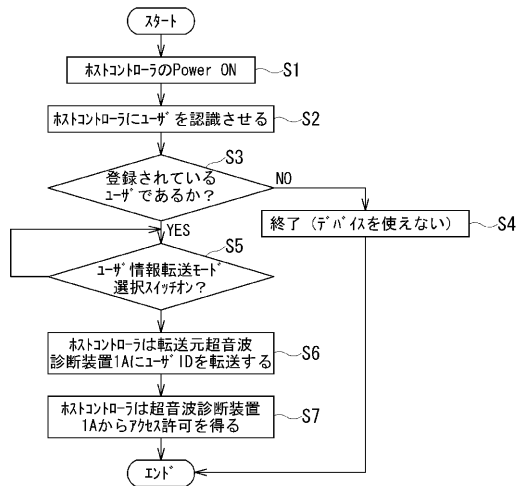 スタート
ホストコントローラのPower ON
S1
ホストコントローラにユーザを認識させる
S2
S3
登録されている
ユーザであるか？
NO
YES
終了（デバイスを使えない）
S4
S5
ユーザ情報転送モード
選択スイッチオン？
ホストコントローラは転送元超音波
診断装置1AにユーザIDを転送する
S6
ホストコントローラは超音波診断装置
1Aからアクセス許可を得る
S7
エンド